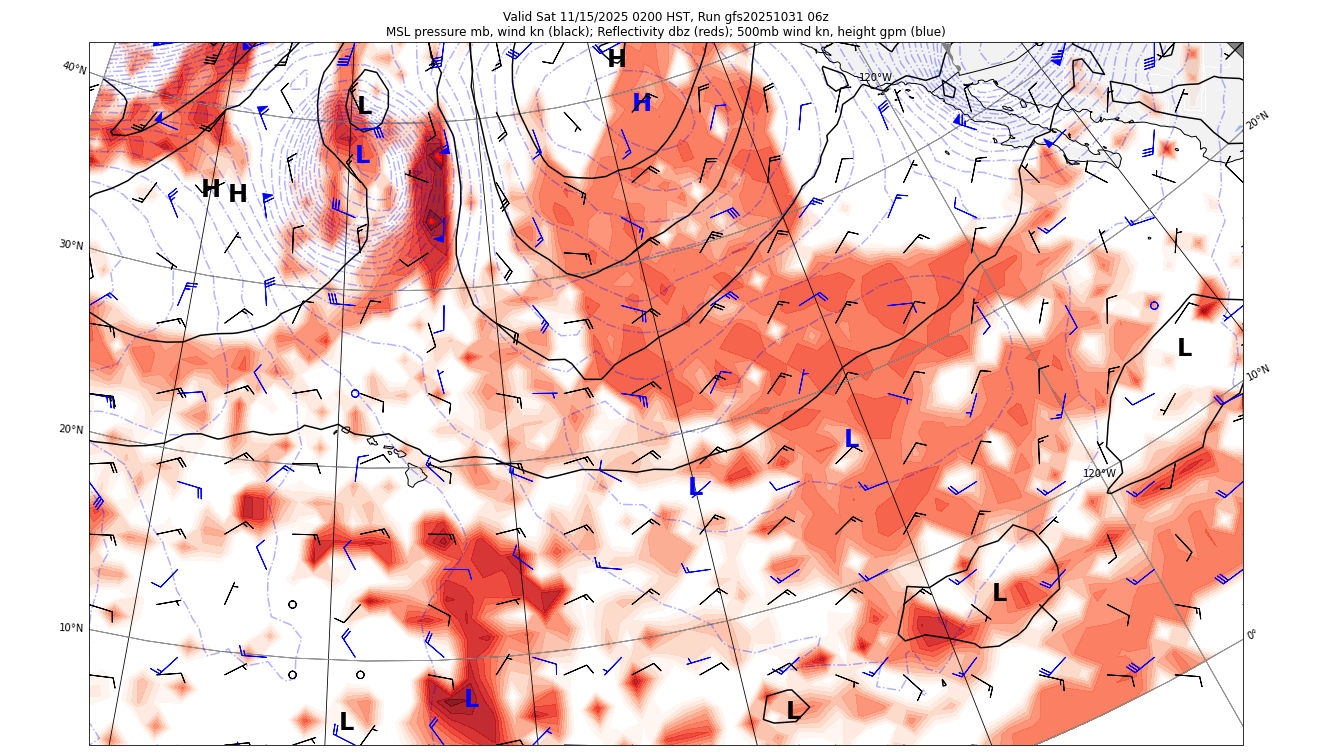 Valid Sat 11/15/2025 0200 HST, Run gfs20251031 06z
MSL pressure mb, wind kn (black); Reflectivity dbz (reds); 500mb wind kn, height gpm (blue)
H
40°N
120°W
H
L
20°N
L
H H
30°N
L
10°N
20°N
L
120°W
L
L
10°N
0°
L
L
L